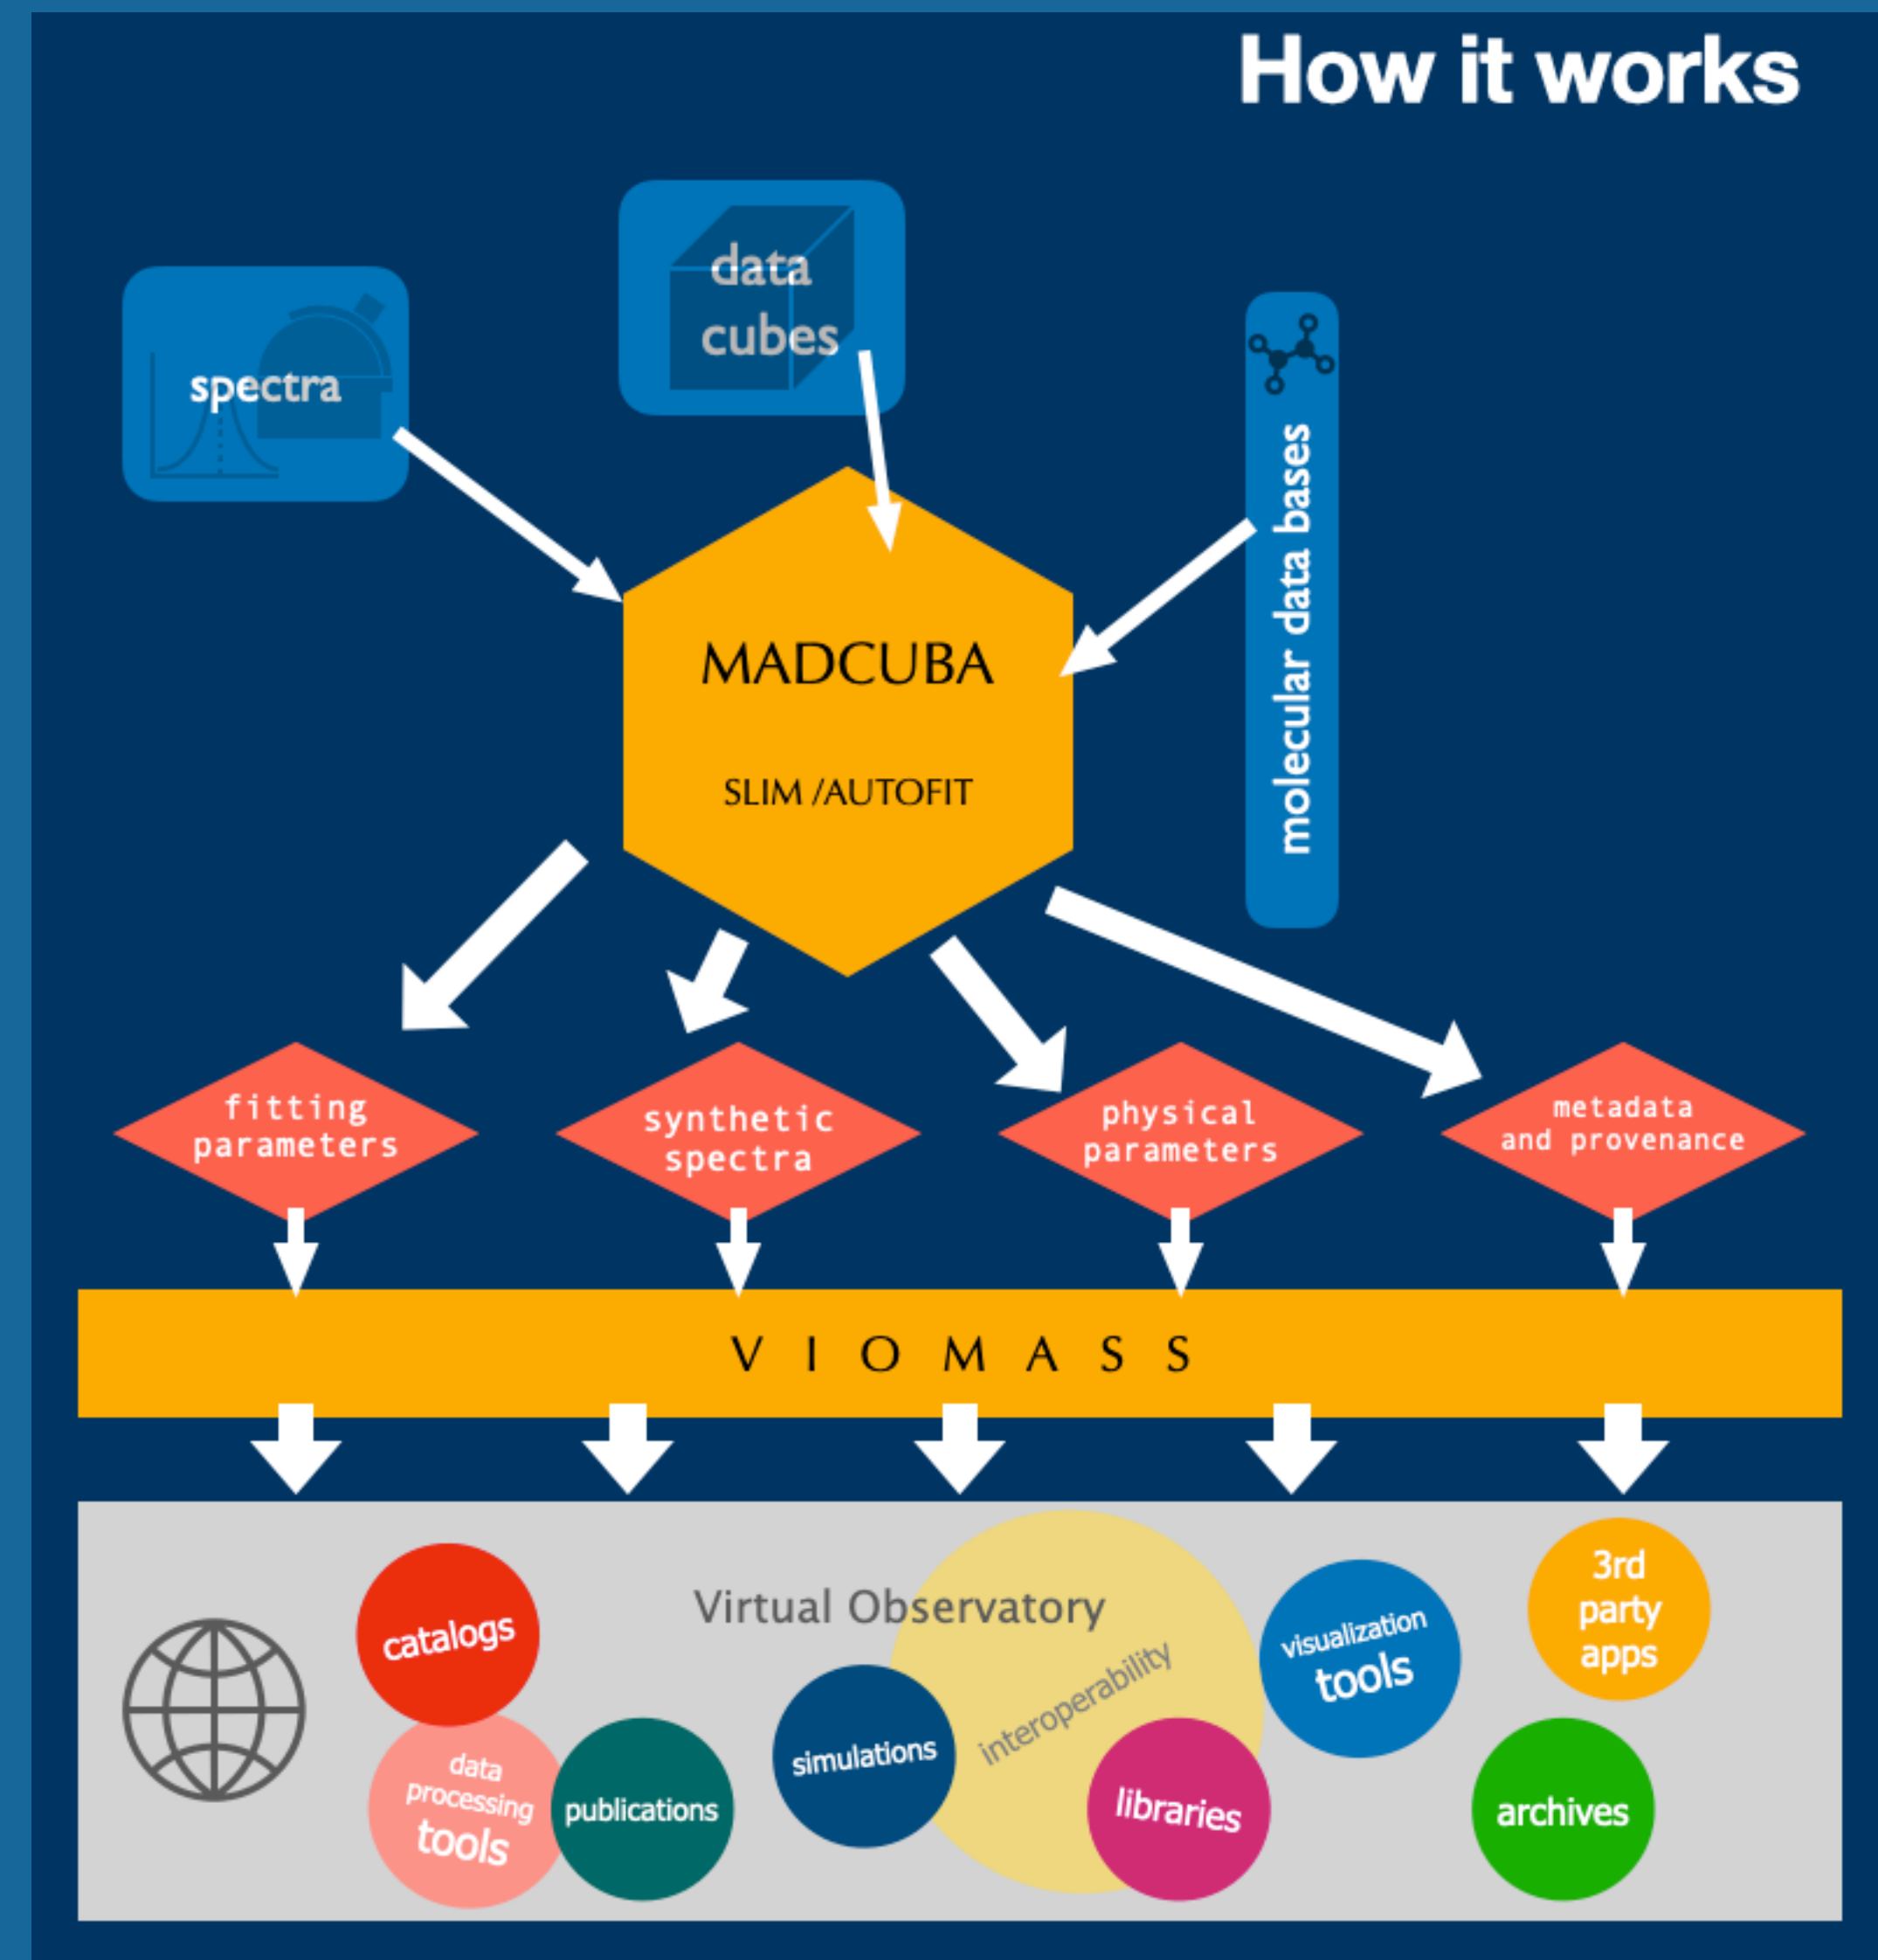 How it works
data
cubes
spectra
molecular data bases
MADCUBA
SLIM /AUTOFIT
fitting
parameters
synthetic
spectra
physical
parameters
metadata
and provenance
V I O M A S S
Virtual Observatory
catalogs
data
processing
tools
publications
simulations
interoperability
libraries
visualization
tools
3rd
party
apps
archives